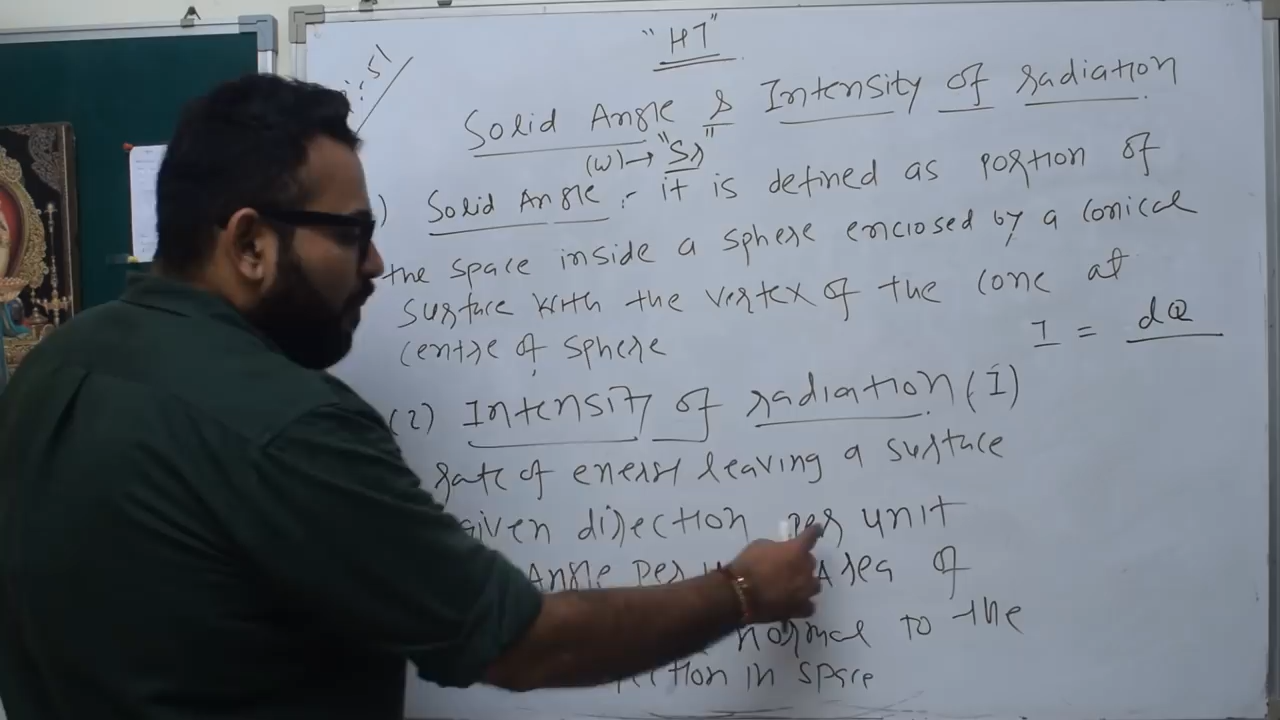 "HT"
Solid Angle & Intensity of radiation
(W)→"Sr"
) Solid Angle :- it is defined as portion of
the space inside a sphere enclosed by a conical
surface with the vertex of the cone at
centre of sphere
I = dQ
(2) Intensity of radiation (I)
rate of energy leaving a surface
given direction per unit
Angle per Area of
normal to the
in space